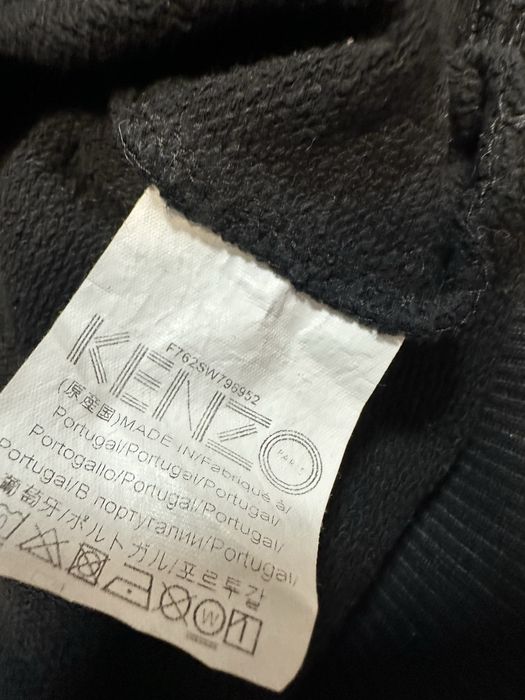 F762SW796952
KENZO
PARIS
(原産国)MADE IN/Fabriqué à/
Portugal/Portugal/Portugal/
Portogallo/Portugal/Portugal/
Portugal/В португалии/Portugal/
葡萄牙/ポルトガル/포르투갈
W